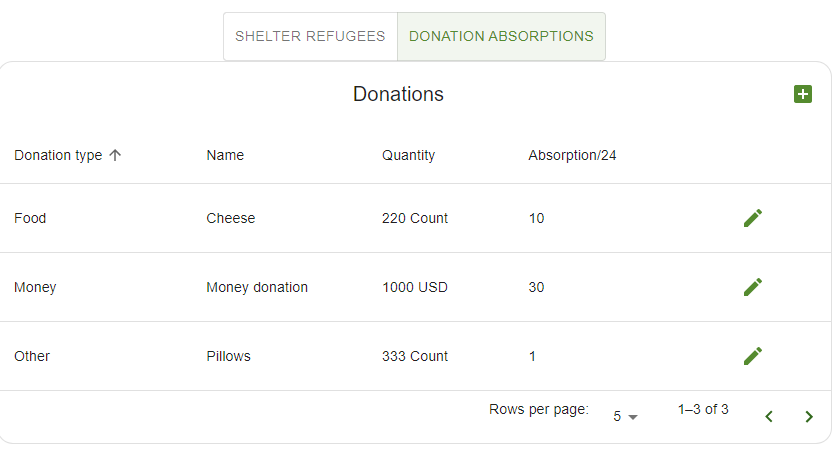 SHELTER REFUGEES DONATION ABSORPTIONS
Donations
Donation type Name Quantity Absorption/24
Food Cheese 220 Count 10
Money Money donation 1000 USD 30
Other Pillows 333 Count 1
Rows per page: 5 1–3 of 3